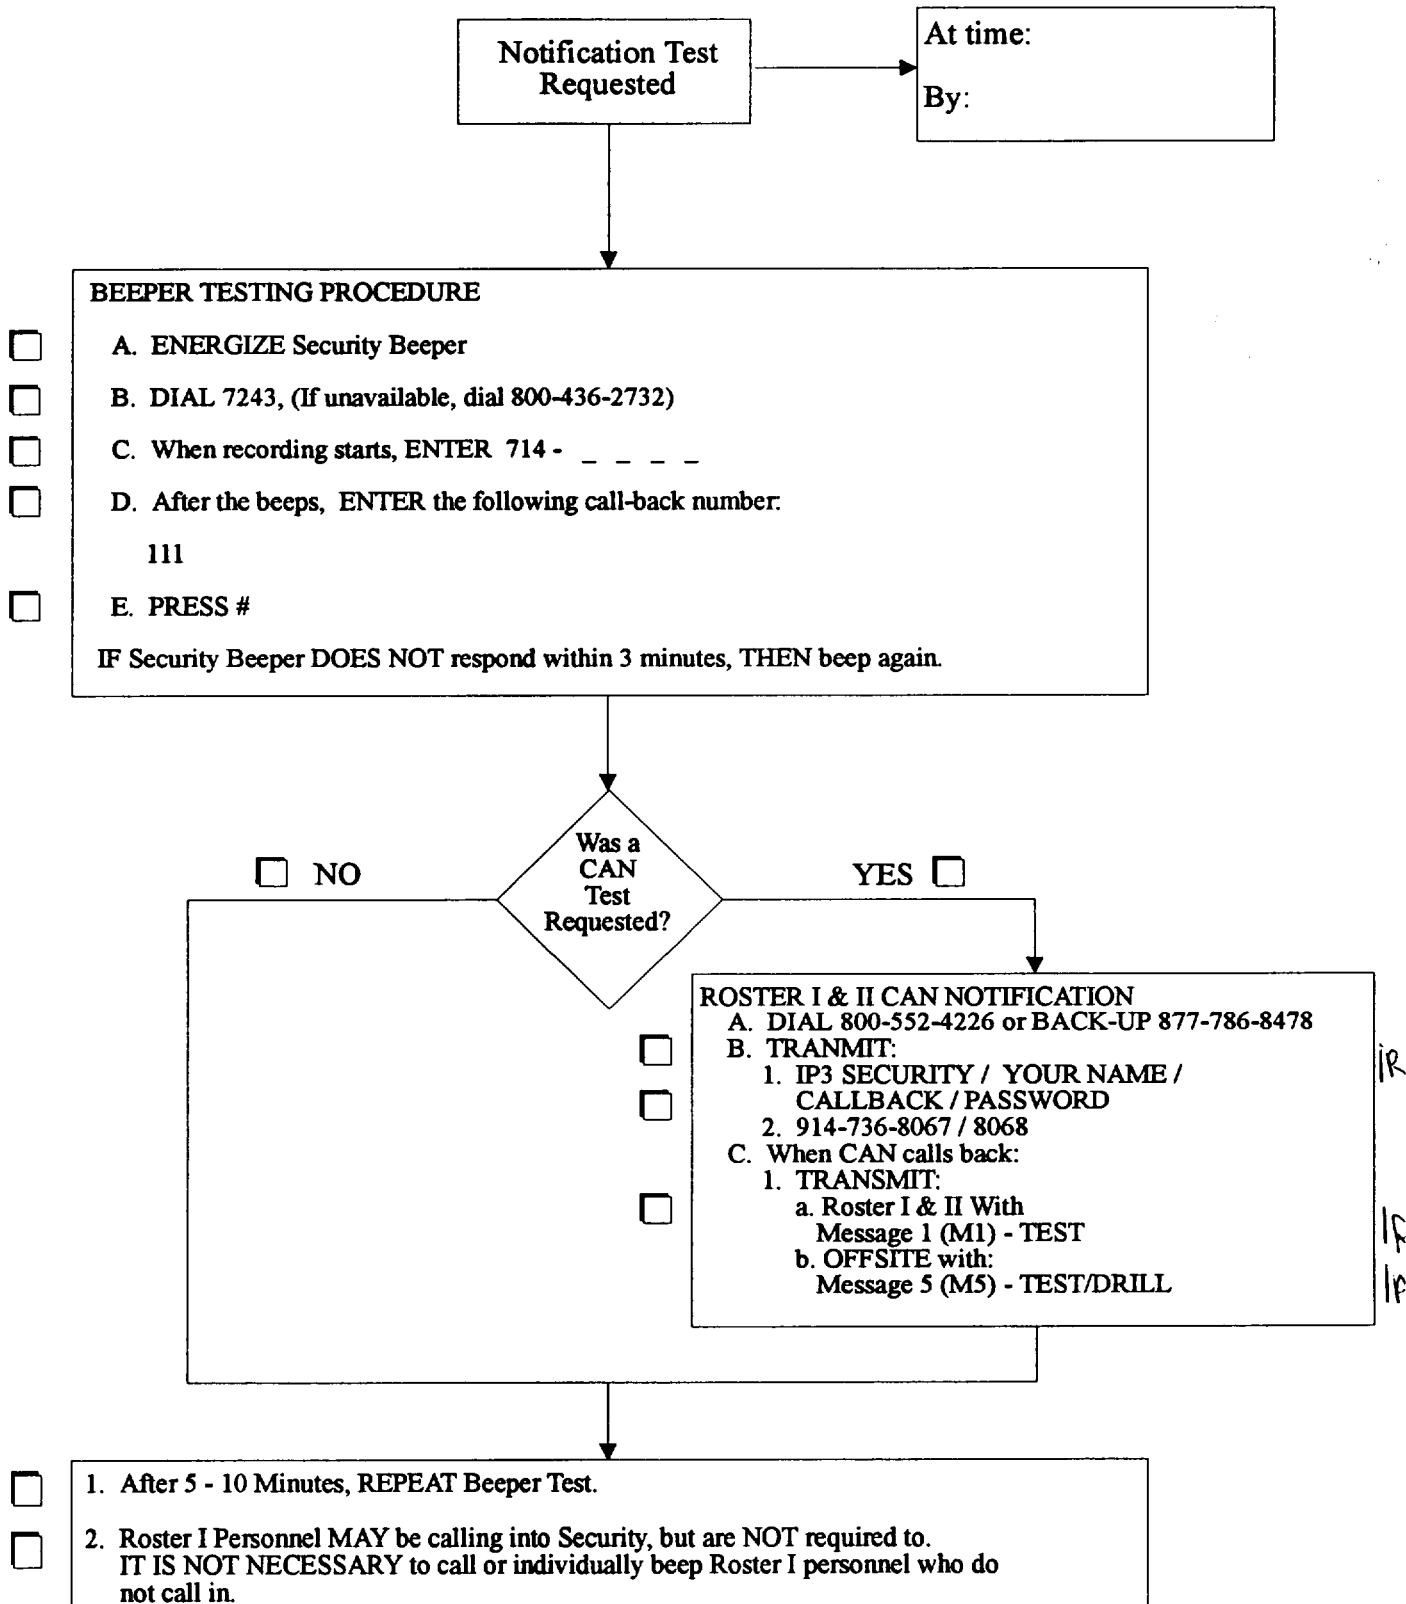 Notification Test
Requested
At time:
By:
BEEPER TESTING PROCEDURE
A. ENERGIZE Security Beeper
B. DIAL 7243, (If unavailable, dial 800-436-2732)
C. When recording starts, ENTER 714 - _ _ _ _
D. After the beeps, ENTER the following call-back number:
111
E. PRESS #
IF Security Beeper DOES NOT respond within 3 minutes, THEN beep again.
Was a
CAN
Test
Requested?
NO
YES
ROSTER I & II CAN NOTIFICATION
A. DIAL 800-552-4226 or BACK-UP 877-786-8478
B. TRANMIT:
1. IP3 SECURITY / YOUR NAME /
CALLBACK / PASSWORD
2. 914-736-8067 / 8068
C. When CAN calls back:
1. TRANSMIT:
a. Roster I & II With
Message 1 (M1) - TEST
b. OFFSITE with:
Message 5 (M5) - TEST/DRILL
1. After 5 - 10 Minutes, REPEAT Beeper Test.
2. Roster I Personnel MAY be calling into Security, but are NOT required to.
IT IS NOT NECESSARY to call or individually beep Roster I personnel who do
not call in.